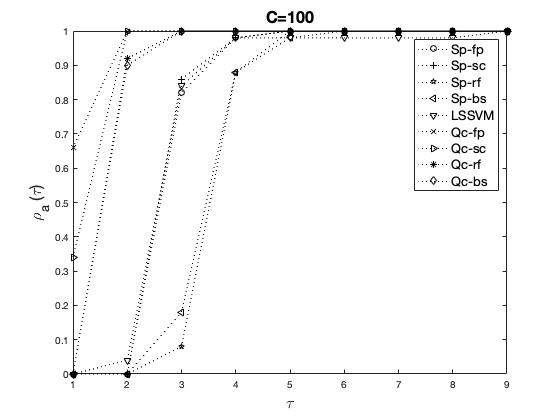 C=100
1
0.9
0.8
0.7
0.6
0.5
0.4
0.3
0.2
0.1
0
ρa (τ)
1 2 3 4 5 6 7 8 9
τ
Sp-fp
Sp-sc
Sp-rf
Sp-bs
LSSVM
Qc-fp
Qc-sc
Qc-rf
Qc-bs